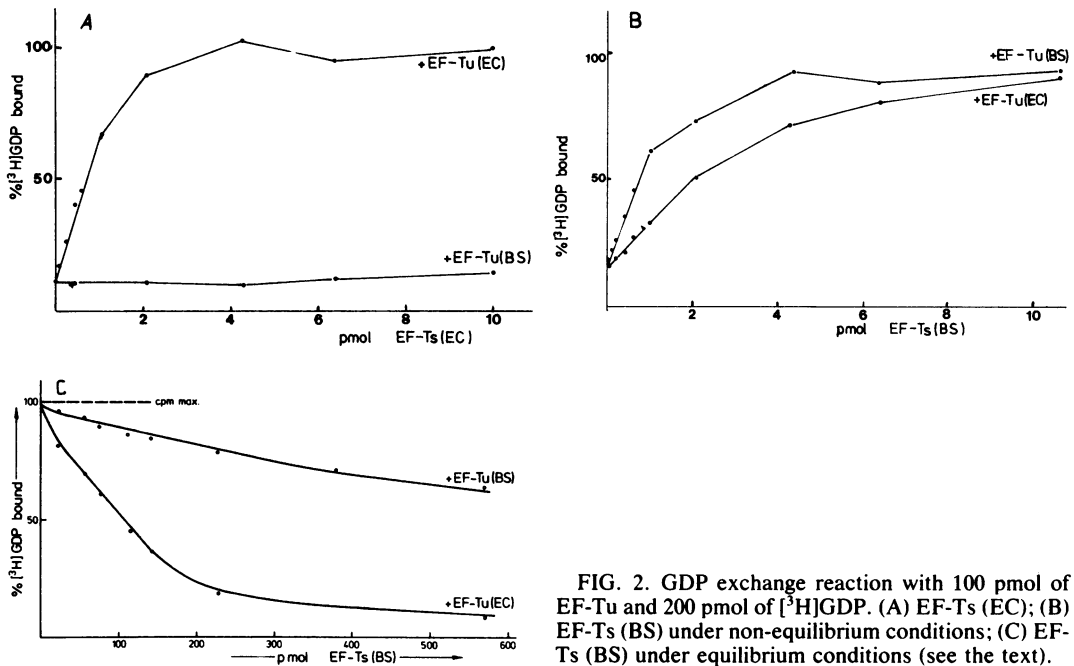 A
100
50
%[³H]GDP bound
+EF-Tu(EC)
+EF-Tu(BS)
2 4 6 8 10
pmol EF-Ts(EC)
B
100
50
%[³H]GDP bound
+EF-Tu(BS)
+EF-Tu(EC)
2 4 6 8 10
pmol EF-Ts(BS)
C
100
50
% [³H]GDP bound
cpm max.
+EF-Tu(BS)
+EF-Tu(EC)
100 200 300 400 500 600
pmol EF-Ts(BS)
FIG. 2. GDP exchange reaction with 100 pmol of
EF-Tu and 200 pmol of [³H]GDP. (A) EF-Ts (EC); (B)
EF-Ts (BS) under non-equilibrium conditions; (C) EF-
Ts (BS) under equilibrium conditions (see the text).